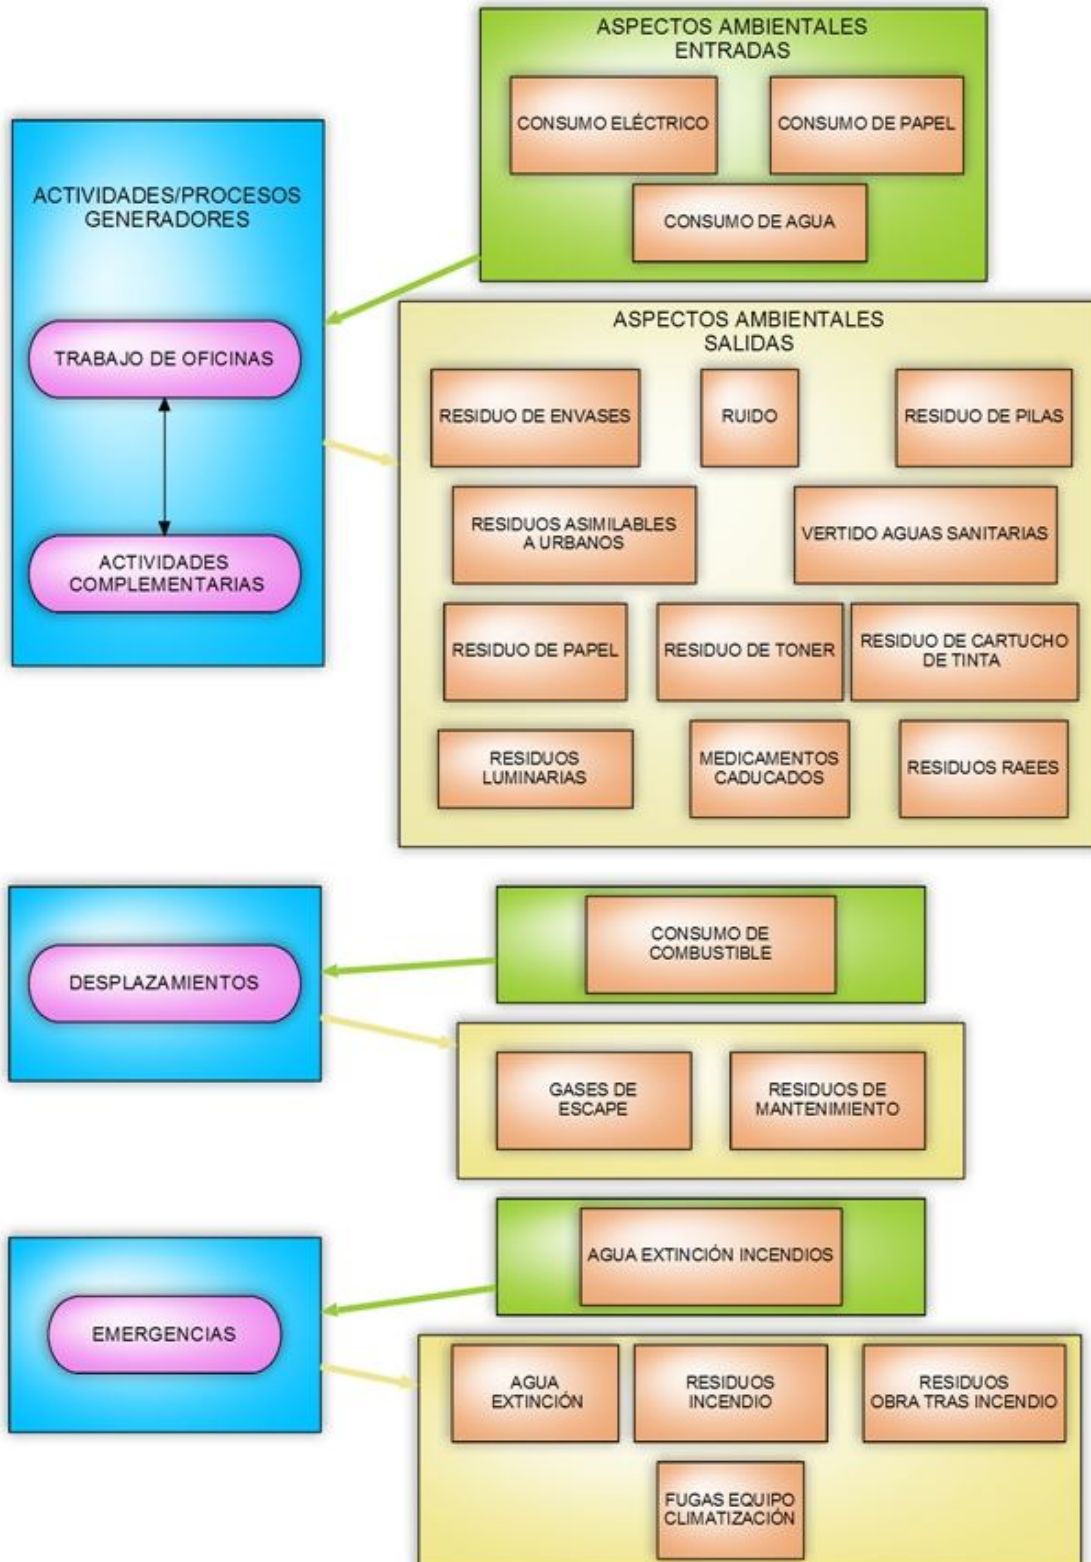 ASPECTOS AMBIENTALES
ENTRADAS
CONSUMO ELÉCTRICO
CONSUMO DE PAPEL
CONSUMO DE AGUA
ACTIVIDADES/PROCESOS
GENERADORES
TRABAJO DE OFICINAS
ACTIVIDADES
COMPLEMENTARIAS
ASPECTOS AMBIENTALES
SALIDAS
RESIDUO DE ENVASES
RUIDO
RESIDUO DE PILAS
RESIDUOS ASIMILABLES
A URBANOS
VERTIDO AGUAS SANITARIAS
RESIDUO DE PAPEL
RESIDUO DE TONER
RESIDUO DE CARTUCHO
DE TINTA
RESIDUOS
LUMINARIAS
MEDICAMENTOS
CADUCADOS
RESIDUOS RAEES
DESPLAZAMIENTOS
CONSUMO DE
COMBUSTIBLE
GASES DE
ESCAPE
RESIDUOS DE
MANTENIMIENTO
EMERGENCIAS
AGUA EXTINCIÓN INCENDIOS
AGUA
EXTINCIÓN
RESIDUOS
INCENDIO
RESIDUOS
OBRA TRAS INCENDIO
FUGAS EQUIPO
CLIMATIZACIÓN